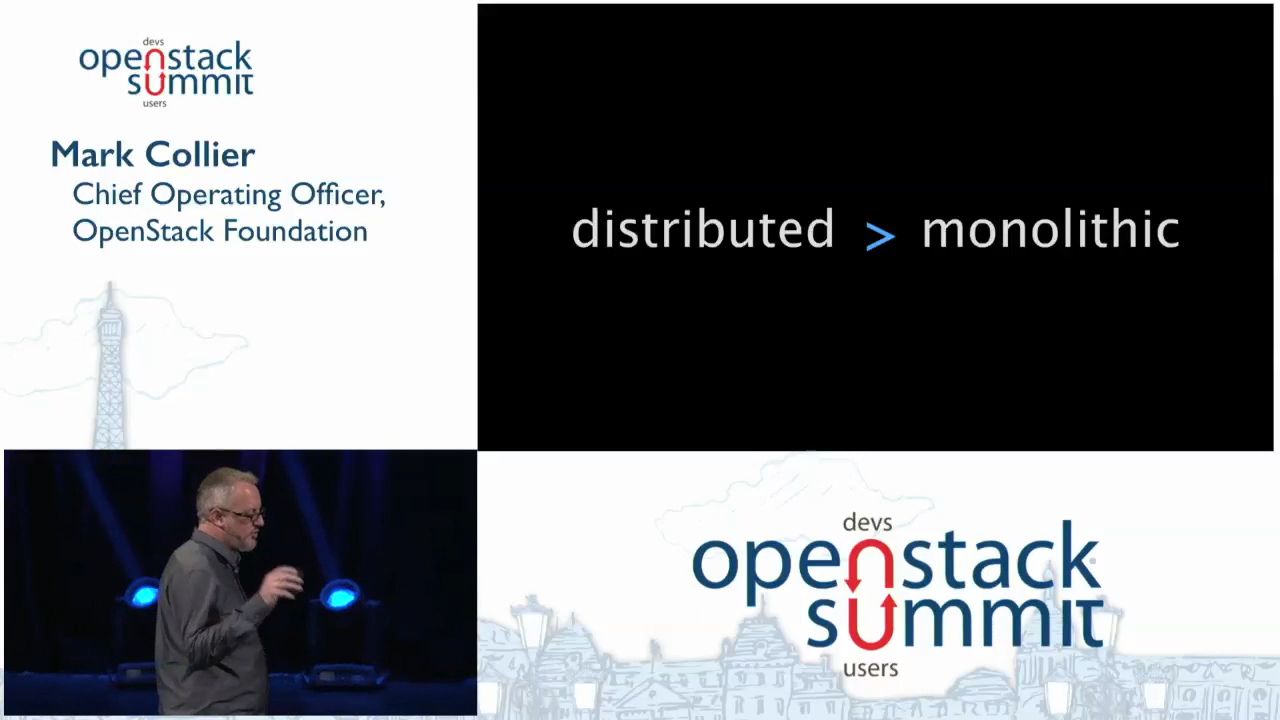 devs
openstack
summit
users
Mark Collier
Chief Operating Officer,
OpenStack Foundation
distributed > monolithic
devs
openstack
summit
users